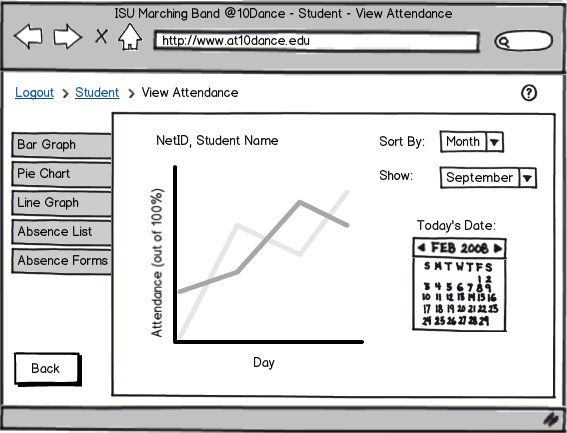 ISU Marching Band @10Dance - Student - View Attendance
http://www.at10dance.edu
Logout > Student > View Attendance ?
Bar Graph
Pie Chart
Line Graph
Absence List
Absence Forms
Back
NetID, Student Name
Attendance (out of 100%)
Day
Sort By: Month
Show: September
Today's Date:
FEB 2008
S M T W T F S
1 2
3 4 5 6 7 8 9
10 11 12 13 14 15 16
17 18 19 20 21 22 23
24 25 26 27 28 29